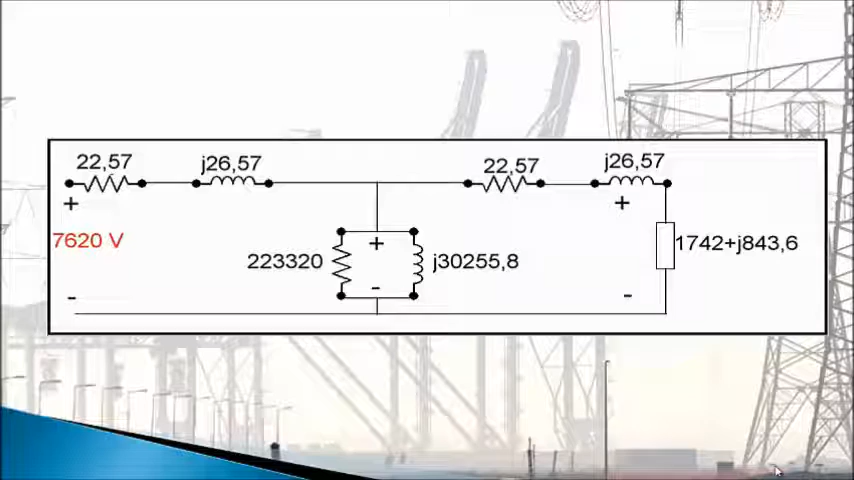 22,57 j26,57 22,57 j26,57
+ +
7620 V 223320 + j30255,8 1742+j843,6
- - -